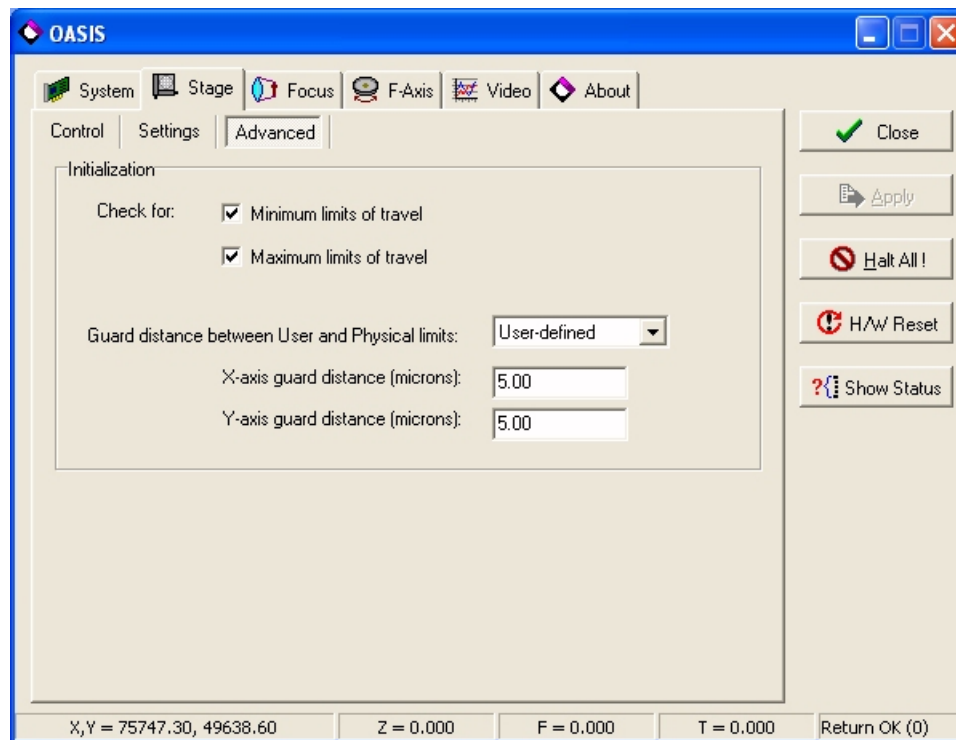 OASIS
System Stage Focus F-Axis Video About
Control Settings Advanced
Close
Initialization
Check for: Minimum limits of travel
Apply
Maximum limits of travel
Halt All !
Guard distance between User and Physical limits: User-defined
H/W Reset
X-axis guard distance (microns): 5.00
?{ Show Status
Y-axis guard distance (microns): 5.00
X,Y = 75747.30, 49638.60 Z = 0.000 F = 0.000 T = 0.000 Return OK (0)